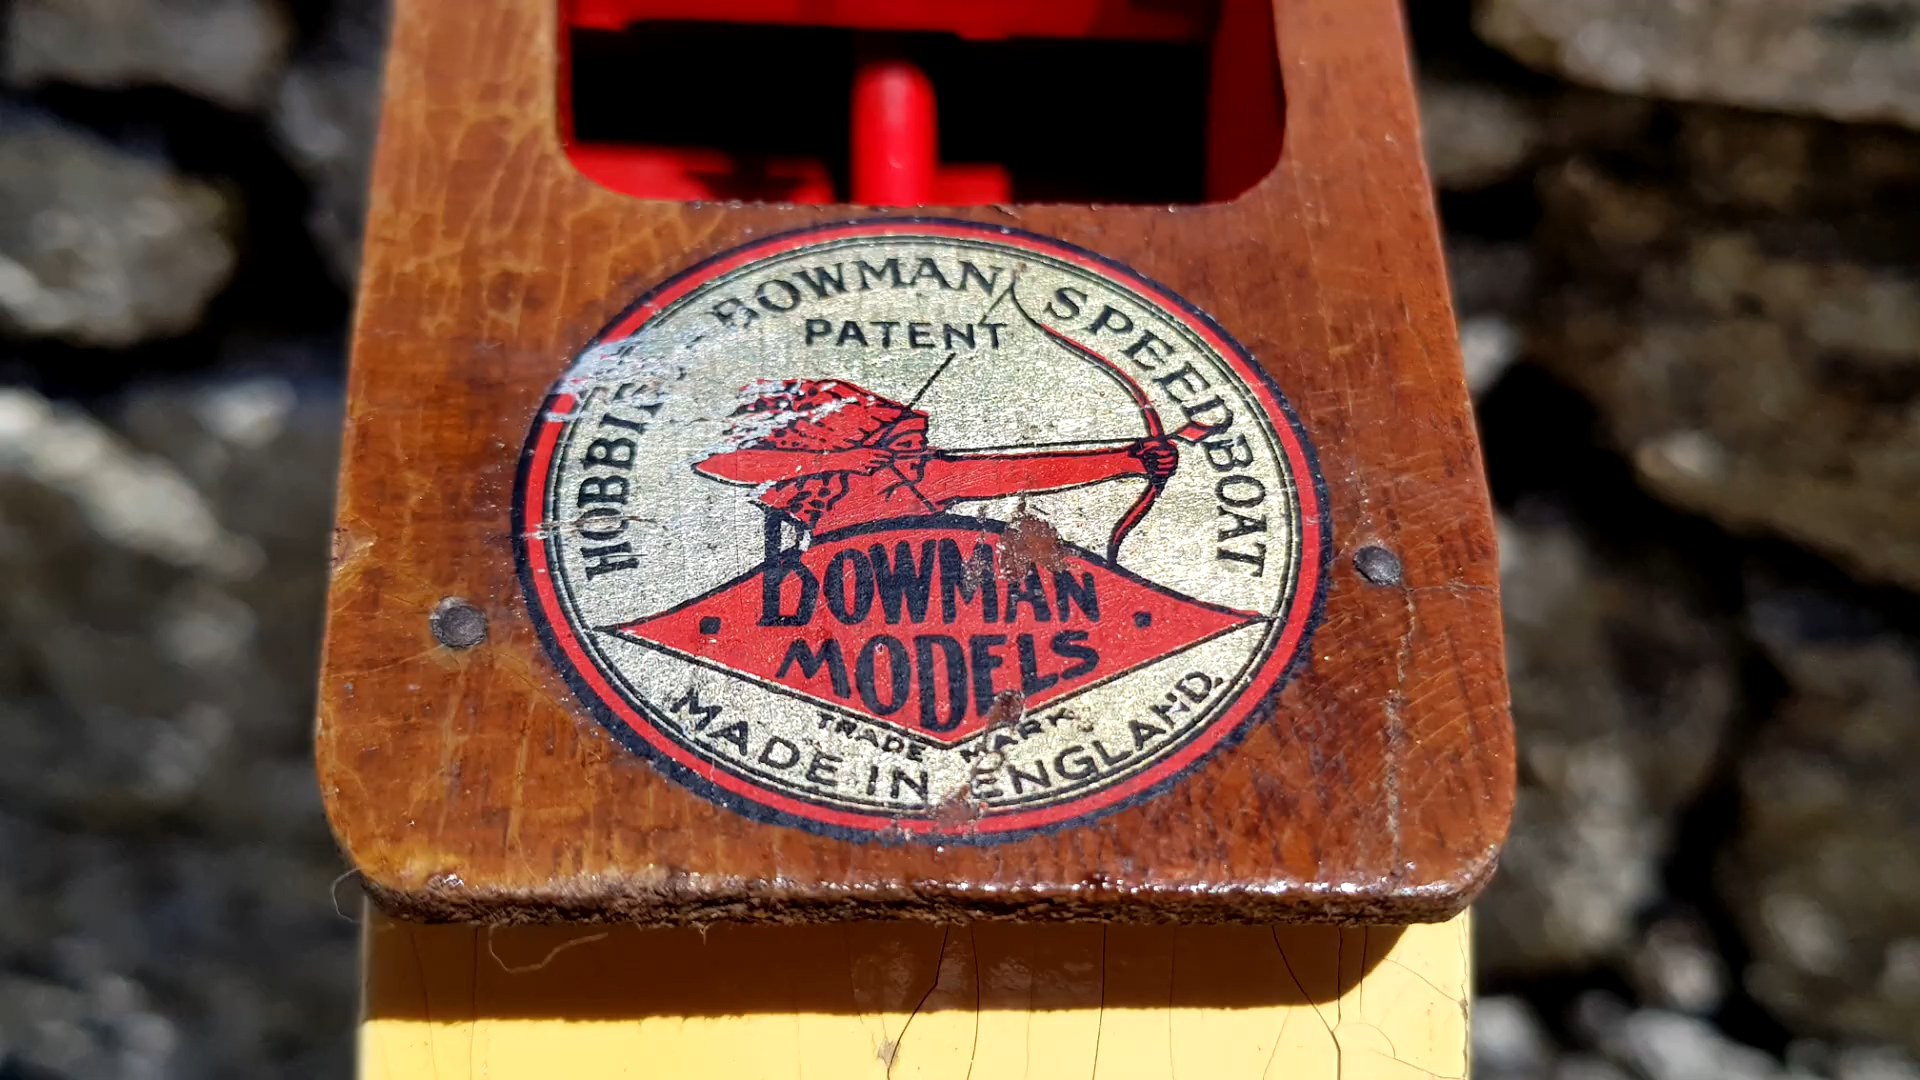 HOBBIES BOWMAN SPEEDBOAT
PATENT
BOWMAN
MODELS
TRADE MARK.
MADE IN ENGLAND.